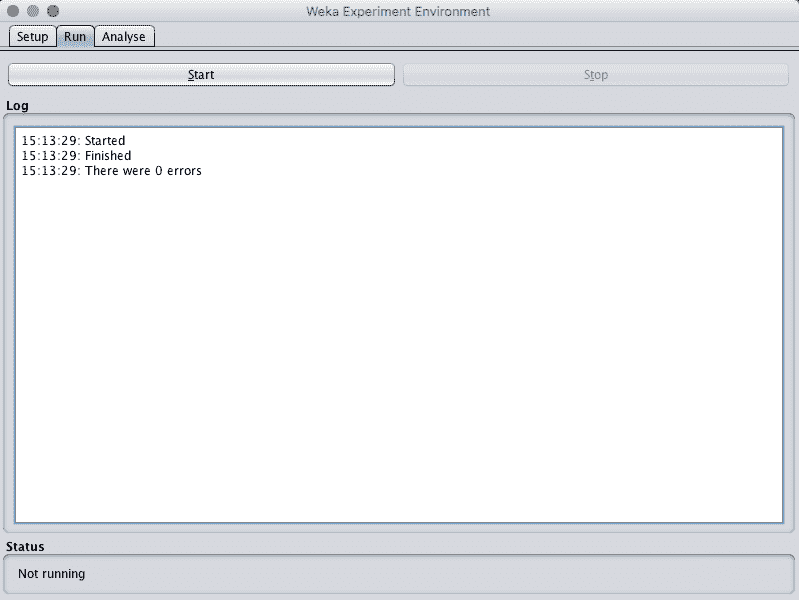 Weka Experiment Environment
Setup Run Analyse
Start Stop
Log
15:13:29: Started
15:13:29: Finished
15:13:29: There were 0 errors
Status
Not running